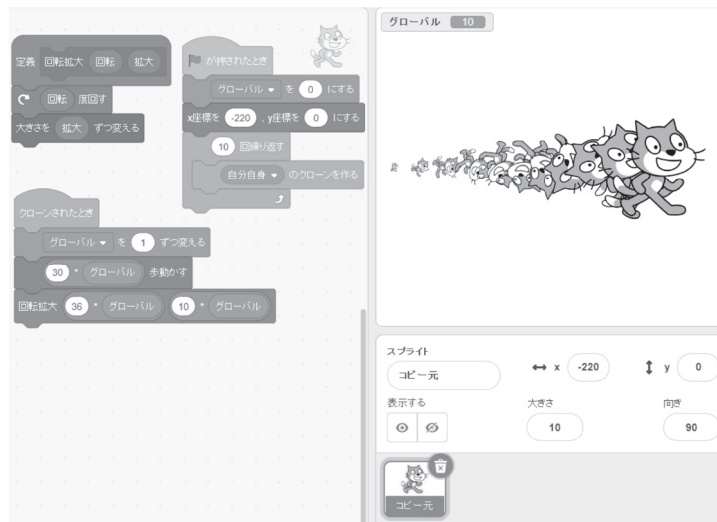 定義 回転拡大 回転 拡大
回転 度回す
大きさを 拡大 ずつ変える
が押されたとき
グローバル を 0 にする
x座標を -220 、y座標を 0 にする
10 回繰り返す
自分自身 のクローンを作る
クローンされたとき
グローバル を 1 ずつ変える
30 * グローバル 歩動かす
回転拡大 36 * グローバル 10 * グローバル
グローバル 10
スプライト
コピー元
x -220
y 0
表示する
大きさ
10
向き
90
コピー元